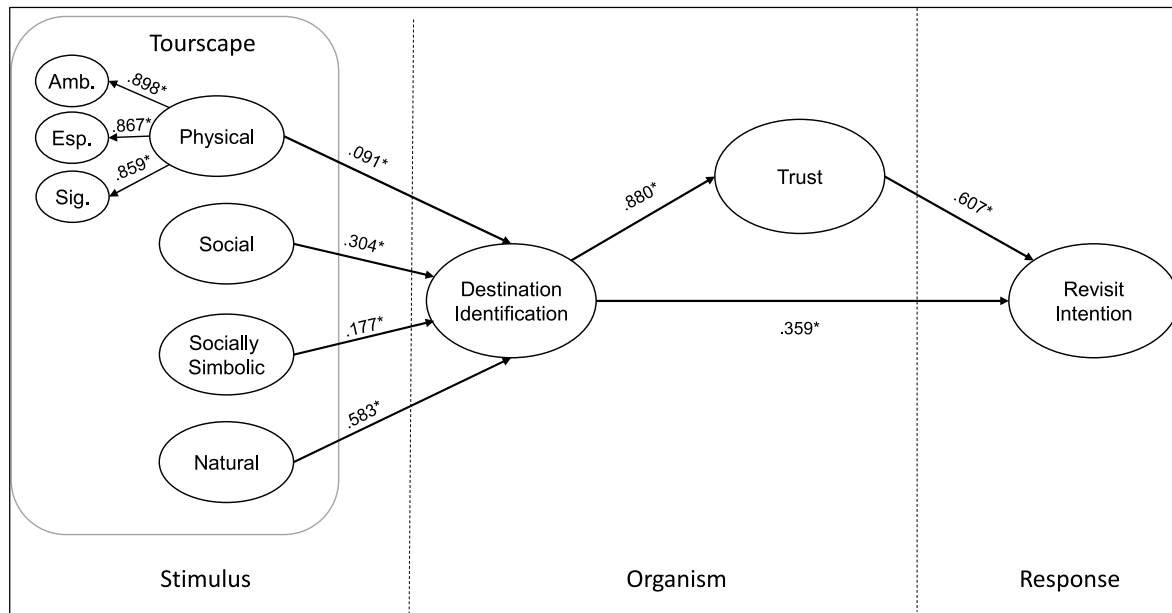 Tourscape
Amb.
.898*
Esp.
.867*
Physical
Sig.
.859*
.091*
Social
.304*
Socially
Simbolic
.177*
Natural
.583*
Destination
Identification
.880*
Trust
.607*
.359*
Revisit
Intention
Stimulus
Organism
Response